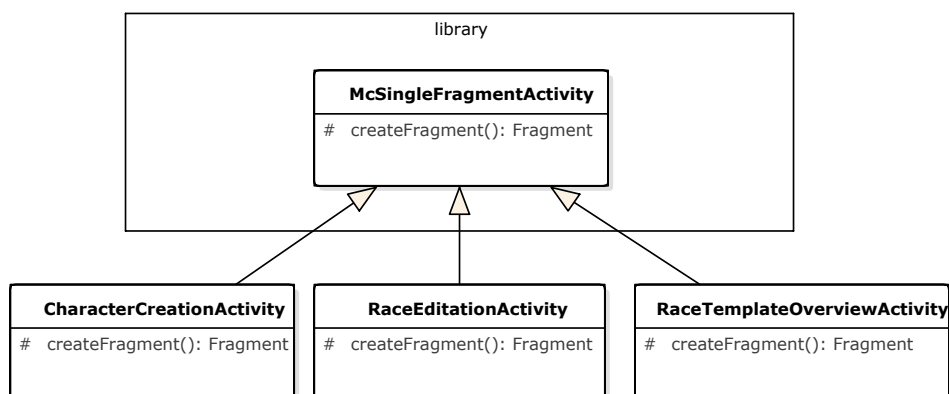 library
McSingleFragmentActivity
# createFragment(): Fragment
CharacterCreationActivity
# createFragment(): Fragment
RaceEditationActivity
# createFragment(): Fragment
RaceTemplateOverviewActivity
# createFragment(): Fragment